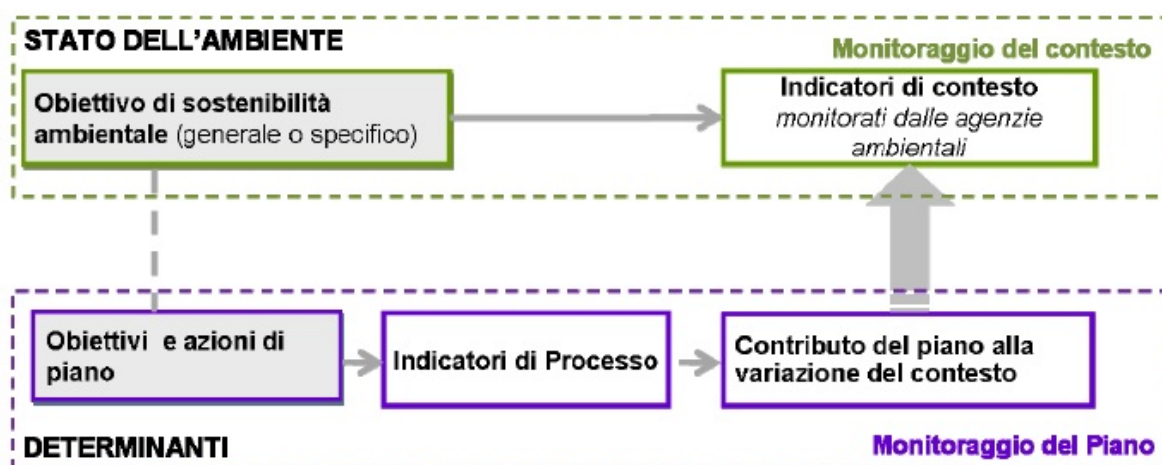 STATO DELL'AMBIENTE
Monitoraggio del contesto
Obiettivo di sostenibilità
ambientale (generale o specifico)
Indicatori di contesto
monitorati dalle agenzie
ambientali
Obiettivi e azioni di
piano
Indicatori di Processo
Contributo del piano alla
variazione del contesto
DETERMINANTI
Monitoraggio del Piano